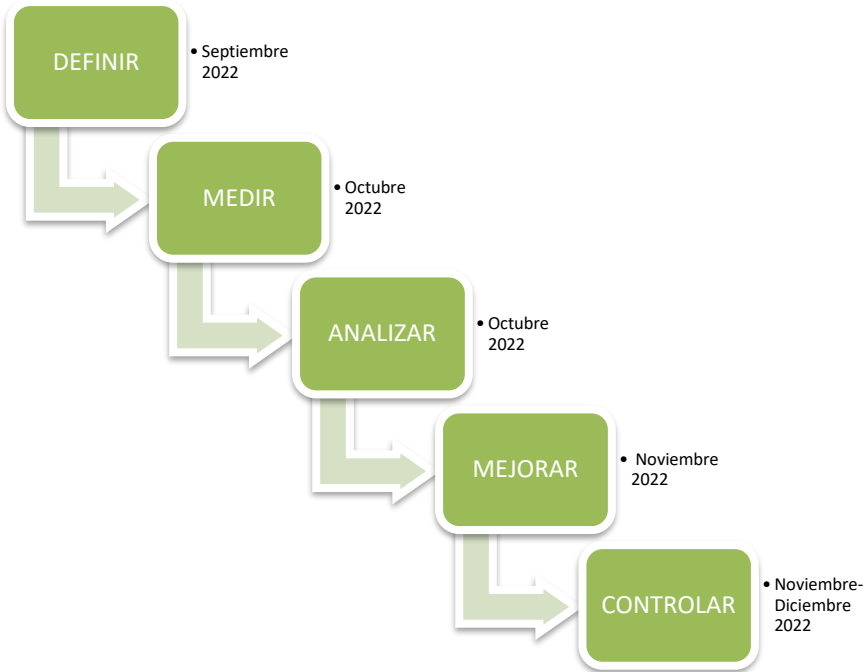 DEFINIR
• Septiembre
2022
MEDIR
• Octubre
2022
ANALIZAR
• Octubre
2022
MEJORAR
• Noviembre
2022
CONTROLAR
• Noviembre-
Diciembre
2022